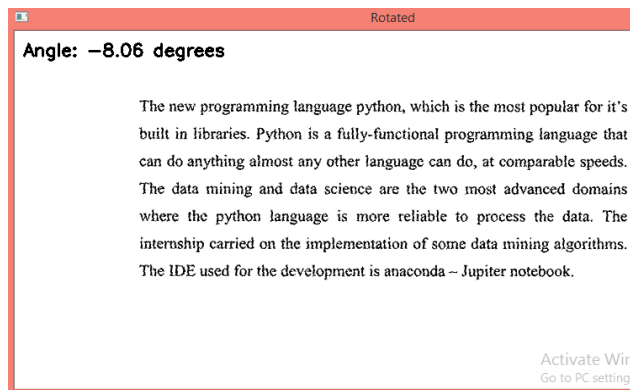 Rotated
Angle: −8.06 degrees
The new programming language python, which is the most popular for it's
built in libraries. Python is a fully-functional programming language that
can do anything almost any other language can do, at comparable speeds.
The data mining and data science are the two most advanced domains
where the python language is more reliable to process the data. The
internship carried on the implementation of some data mining algorithms.
The IDE used for the development is anaconda – Jupiter notebook.
Activate Wir
Go to PC setting